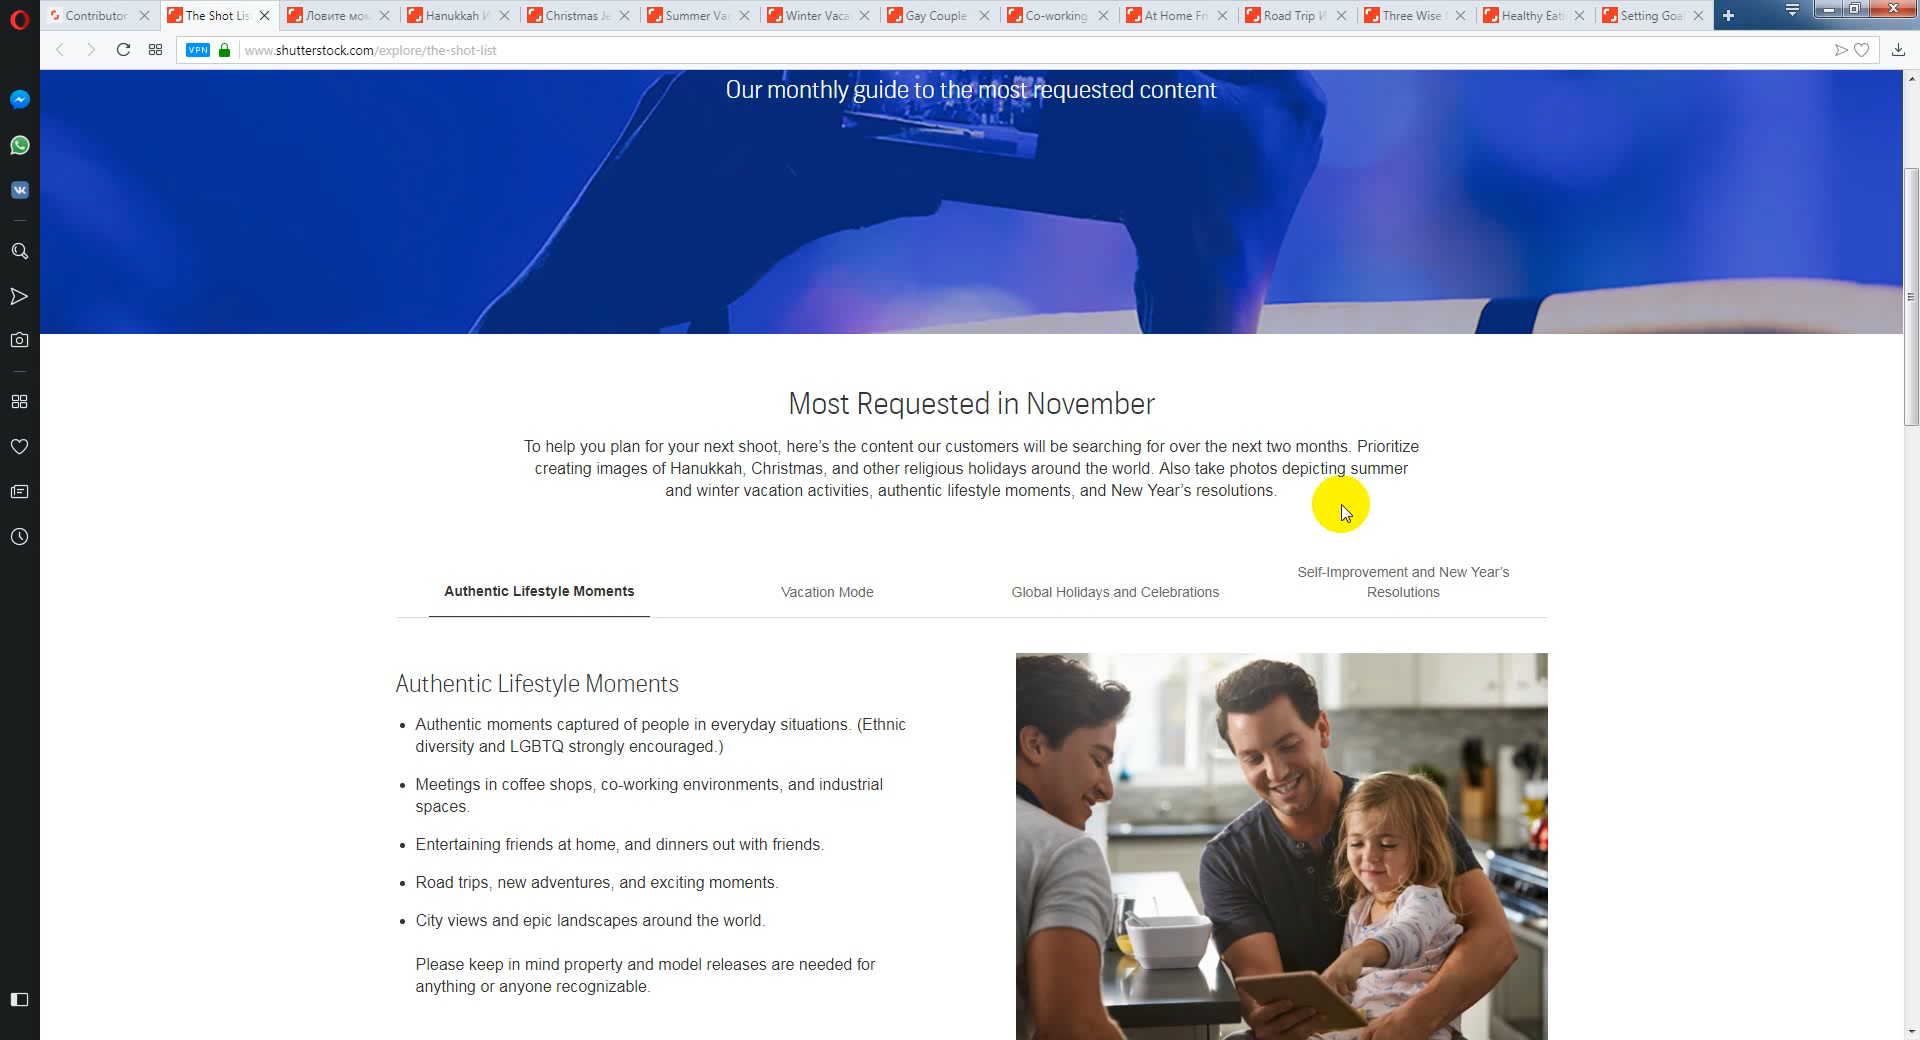 Contributor
The Shot Lis
Ловите мо
Hanukkah И
Christmas Je
Summer Va
Winter Vaca
Gay Couple
Co-working
At Home Fr
Road Trip И
Three Wise
Healthy Eati
Setting Goa
VPN
www.shutterstock.com/explore/the-shot-list
Our monthly guide to the most requested content
Most Requested in November
To help you plan for your next shoot, here’s the content our customers will be searching for over the next two months. Prioritize
creating images of Hanukkah, Christmas, and other religious holidays around the world. Also take photos depicting summer
and winter vacation activities, authentic lifestyle moments, and New Year’s resolutions.
Authentic Lifestyle Moments
Vacation Mode
Global Holidays and Celebrations
Self-Improvement and New Year’s
Resolutions
Authentic Lifestyle Moments
• Authentic moments captured of people in everyday situations. (Ethnic
diversity and LGBTQ strongly encouraged.)
• Meetings in coffee shops, co-working environments, and industrial
spaces.
• Entertaining friends at home, and dinners out with friends.
• Road trips, new adventures, and exciting moments.
• City views and epic landscapes around the world.
Please keep in mind property and model releases are needed for
anything or anyone recognizable.